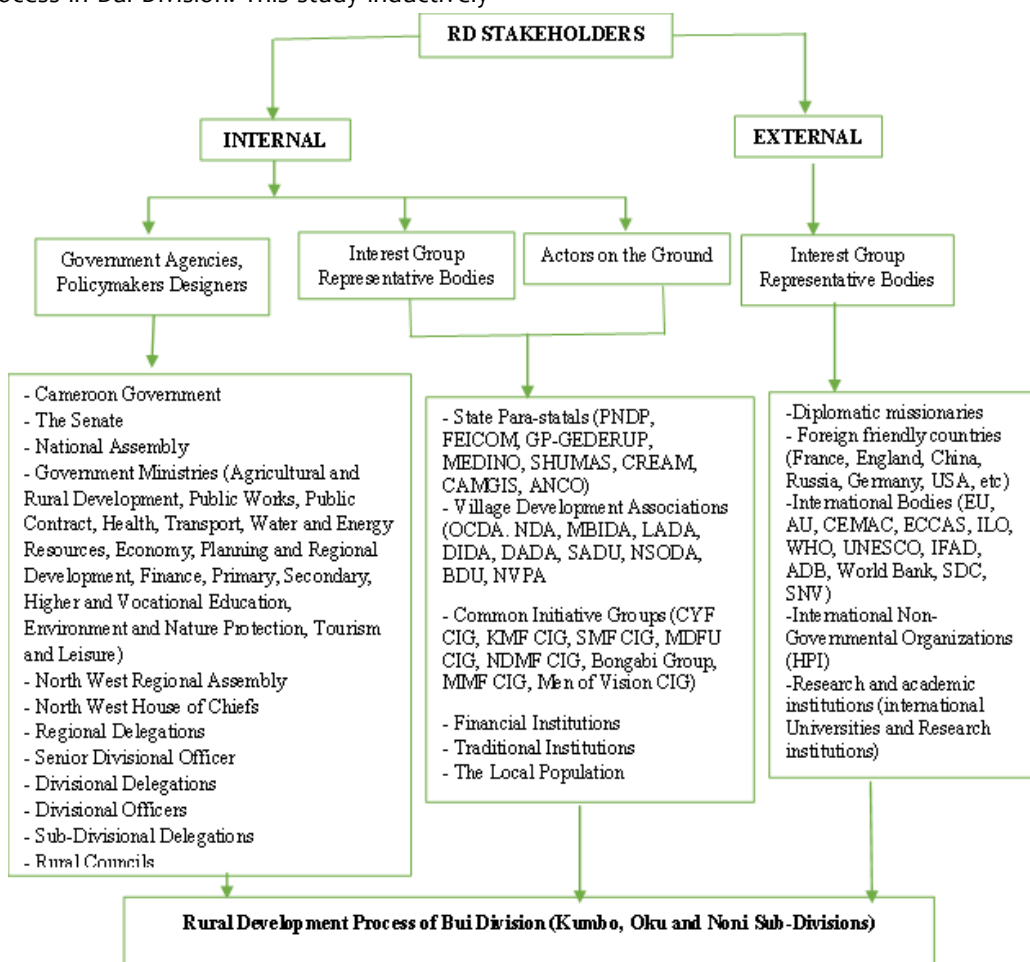 ocess in Bui Division. This study inductively
RD STAKEHOLDERS
INTERNAL
EXTERNAL
Government Agencies,
Policymakers Designers
Interest Group
Representative Bodies
Actors on the Ground
Interest Group
Representative Bodies
- Cameroon Government
- The Senate
- National Assembly
- Government Ministries (Agricultural and
Rural Development, Public Works, Public
Contract, Health, Transport, Water and Energy
Resources, Economy, Planning and Regional
Development, Finance, Primary, Secondary,
Higher and Vocational Education,
Environment and Nature Protection, Tourism
and Leisure)
- North West Regional Assembly
- North West House of Chiefs
- Regional Delegations
- Senior Divisional Officer
- Divisional Delegations
- Divisional Officers
- Sub-Divisional Delegations
- Rural Councils
- State Para-statals (PNDP,
FEICOM, GP-GEDERUP,
MEDINO, SHUMAS, CREAM,
CAMGIS, ANCO)
- Village Development Associations
(OCDA. NDA, MBIDA, LADA,
DIDA, DADA, SADU, NSODA,
BDU, NVPA
- Common Initiative Groups (CYF
CIG, KMF CIG, SMF CIG, MDFU
CIG, NDMF CIG, Bongabi Group,
MMF CIG, Men of Vision CIG)
- Financial Institutions
- Traditional Institutions
- The Local Population
-Diplomatic missionaries
- Foreign friendly countries
(France, England, China,
Russia, Germany, USA, etc)
-International Bodies (EU,
AU, CEMAC, ECCAS, ILO,
WHO, UNESCO, IFAD,
ADB, World Bank, SDC,
SNV)
-International Non-
Governmental Organizations
(HPI)
-Research and academic
institutions (international
Universities and Research
institutions)
Rural Development Process of Bui Division (Kumbo, Oku and Noni Sub-Divisions)